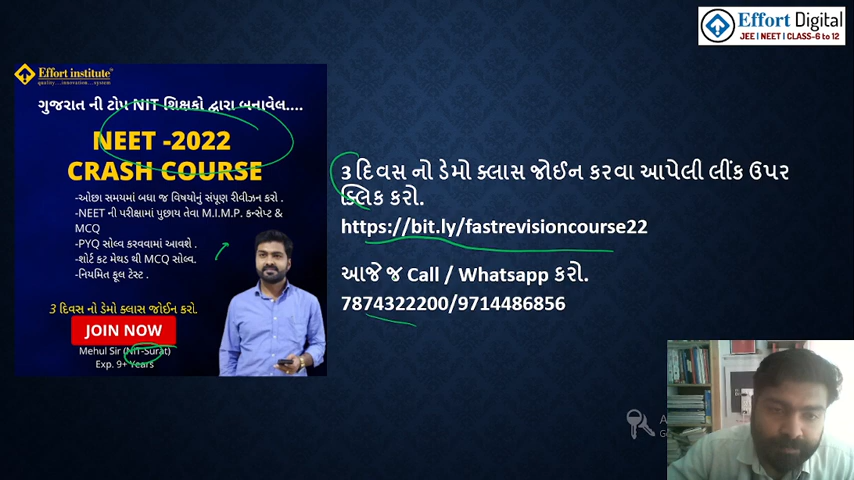 Effort Digital
JEE | NEET | CLASS-6 to 12
Effort institute
quality...innovation...system
ગુજરાત ની ટોપ NIT શિક્ષકો દ્વારા બનાવેલ....
NEET -2022
CRASH COURSE
-ઓછા સમયમાં બધા જ વિષયોનું સંપૂણ રીવીઝન કરો .
-NEET ની પરીક્ષામાં પુછાય તેવા M.I.M.P. કન્સેપ્ટ &
MCQ
-PYQ સોલ્વ કરવવામાં આવશે .
-શોર્ટ કટ મેથડ થી MCQ સોલ્વ.
-નિયમિત ફૂલ ટેસ્ટ .
3 દિવસ નો ડેમો ક્લાસ જોઈન કરો.
JOIN NOW
Mehul Sir (NIT-Surat)
Exp. 9+ Years
3 દિવસ નો ડેમો ક્લાસ જોઈન કરવા આપેલી લીંક ઉપર
ક્લિક કરો.
https://bit.ly/fastrevisioncourse22
આજે જ Call / Whatsapp કરો.
7874322200/9714486856